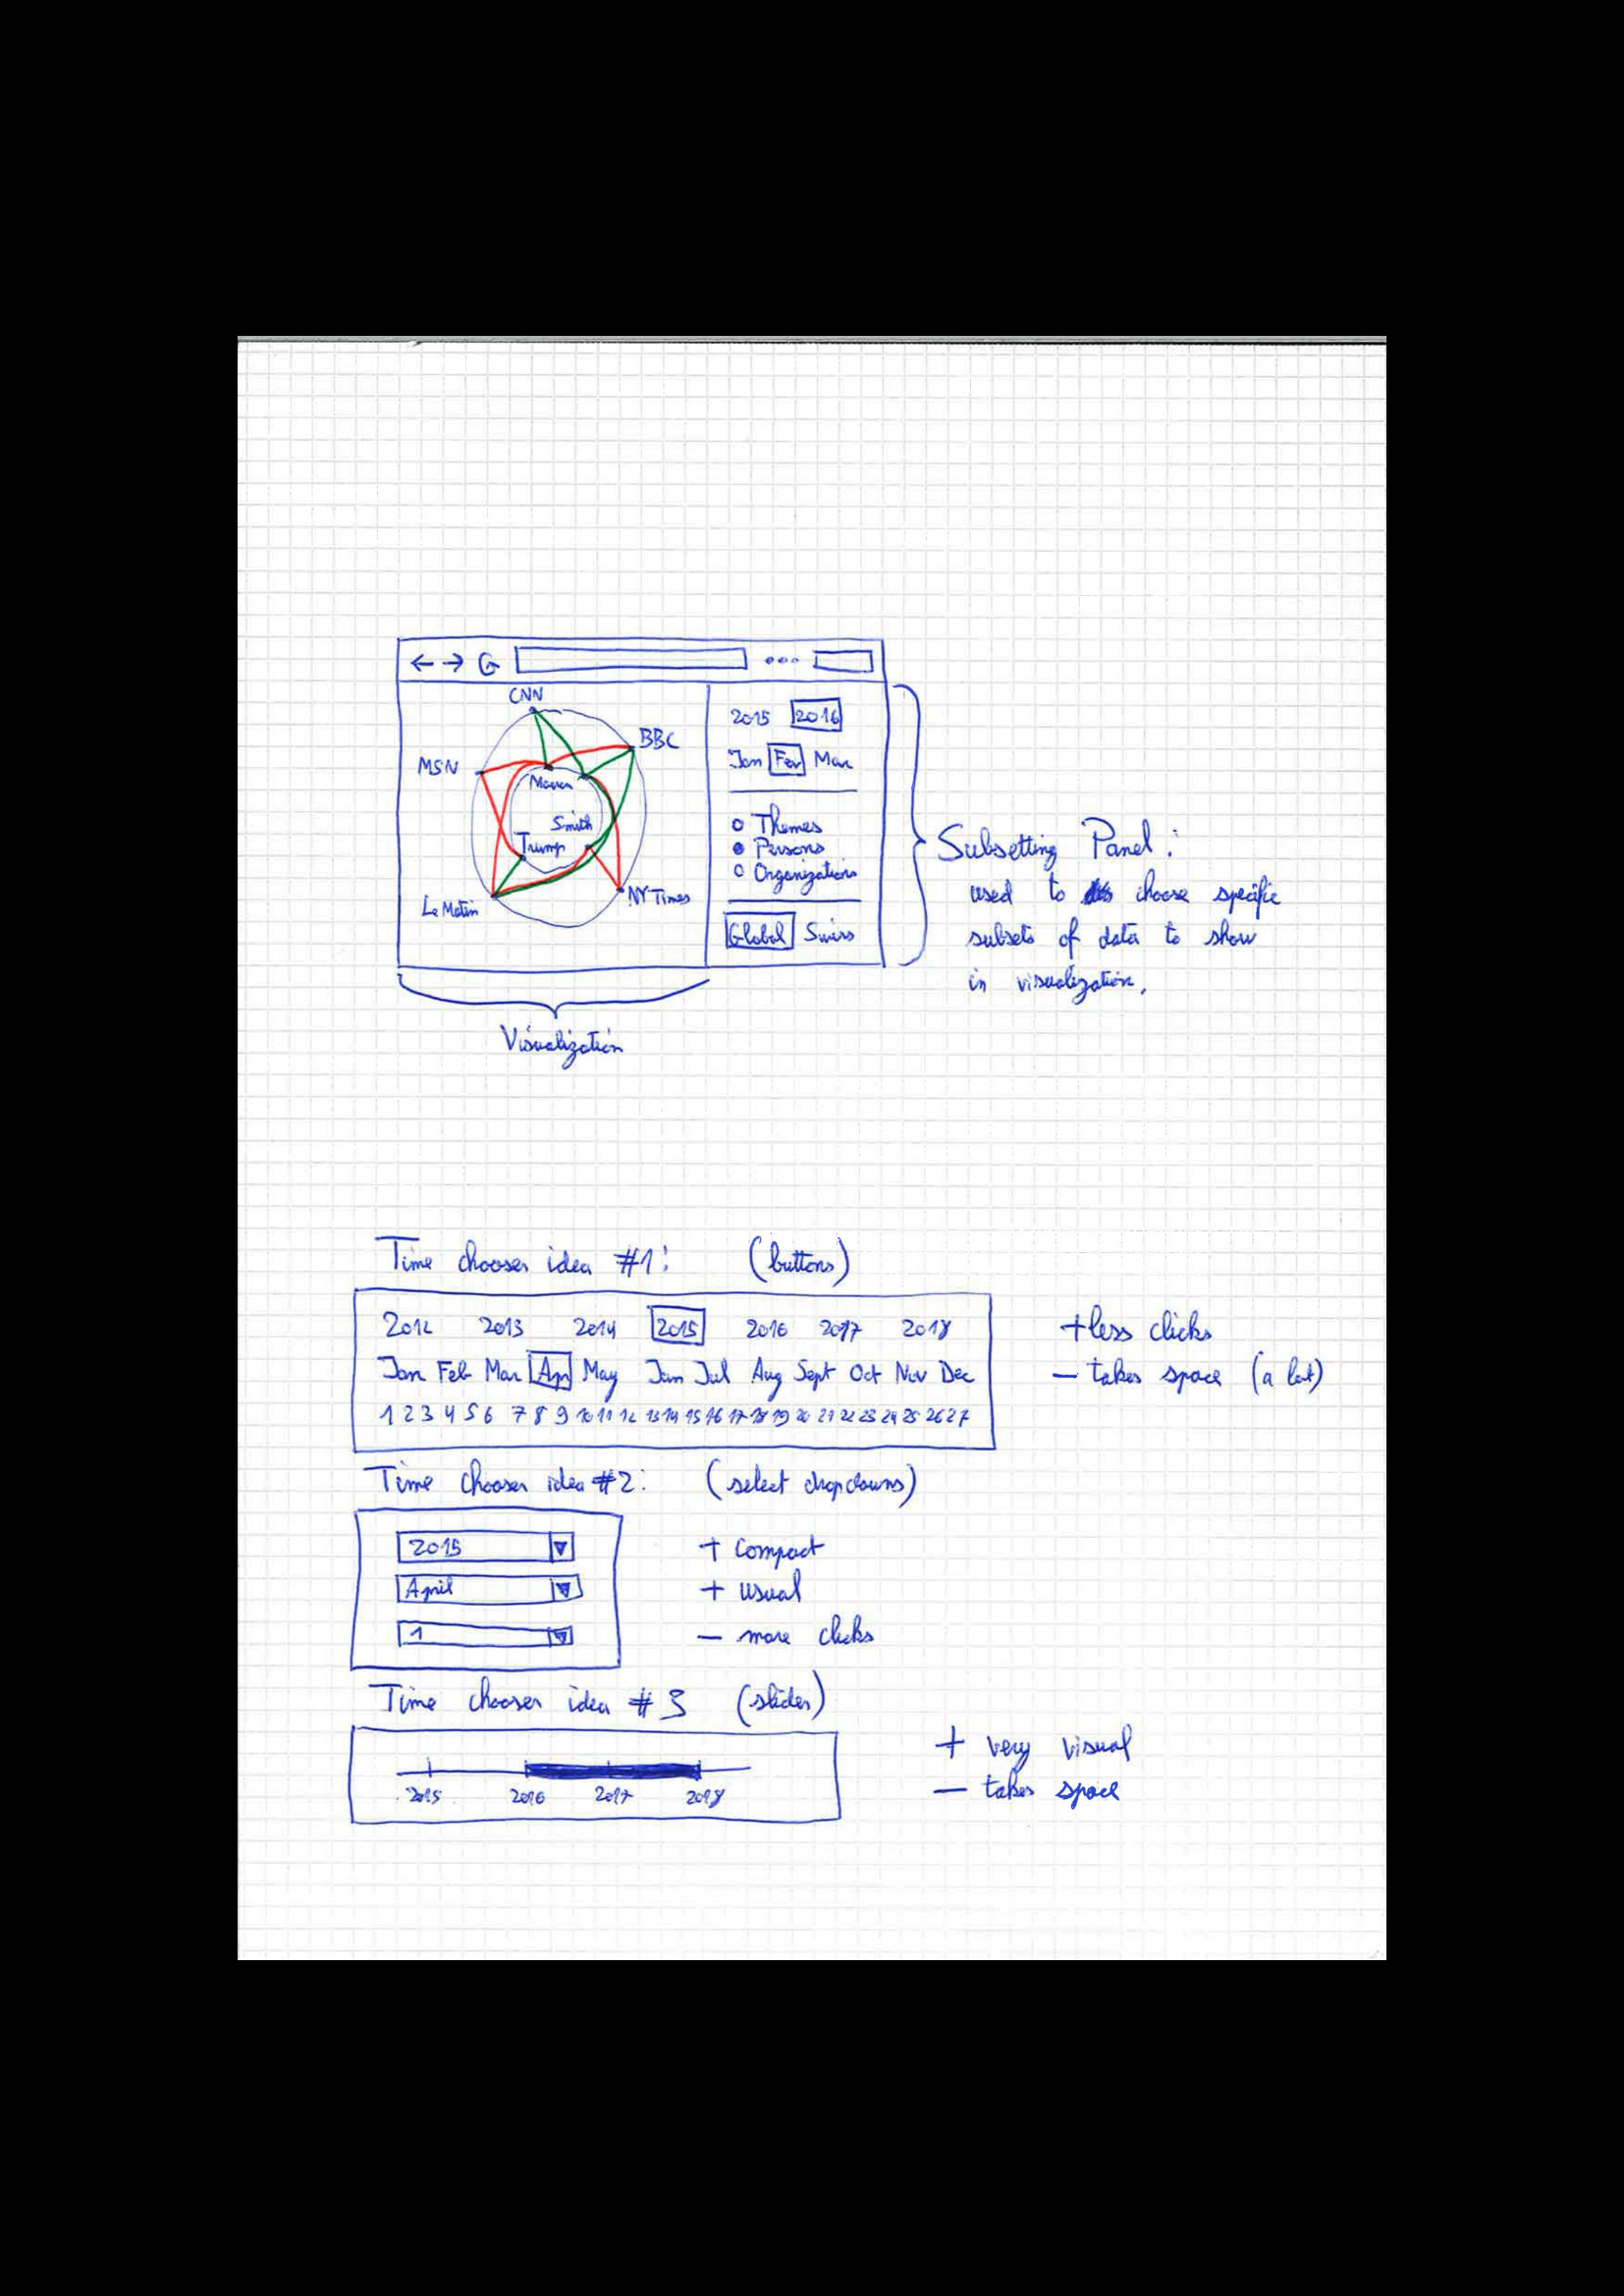 CNN
BBC
MSN
Smith
Trump
Le Matin
NY Times
2015 2016
Jan Fev Mar
Themes
Persons
Organizations
Global Swiss
Subsetting Panel :
used to choose specific
subsets of data to show
in visualization.
Visualization
Time chooser idea #1: (buttons)
2012 2013 2014 2015 2016 2017 2018
Jan Feb Mar Apr May Jun Jul Aug Sept Oct Nov Dec
1 2 3 4 5 6 7 8 9 10 11 12 13 14 15 16 17 18 19 20 21 22 23 24 25 26 27
+ less clicks
- takes space (a lot)
Time chooser idea #2: (select dropdowns)
2015
April
1
+ compact
+ usual
- more clicks
Time chooser idea #3 (slider)
2015 2016 2017 2018
+ very visual
- takes space